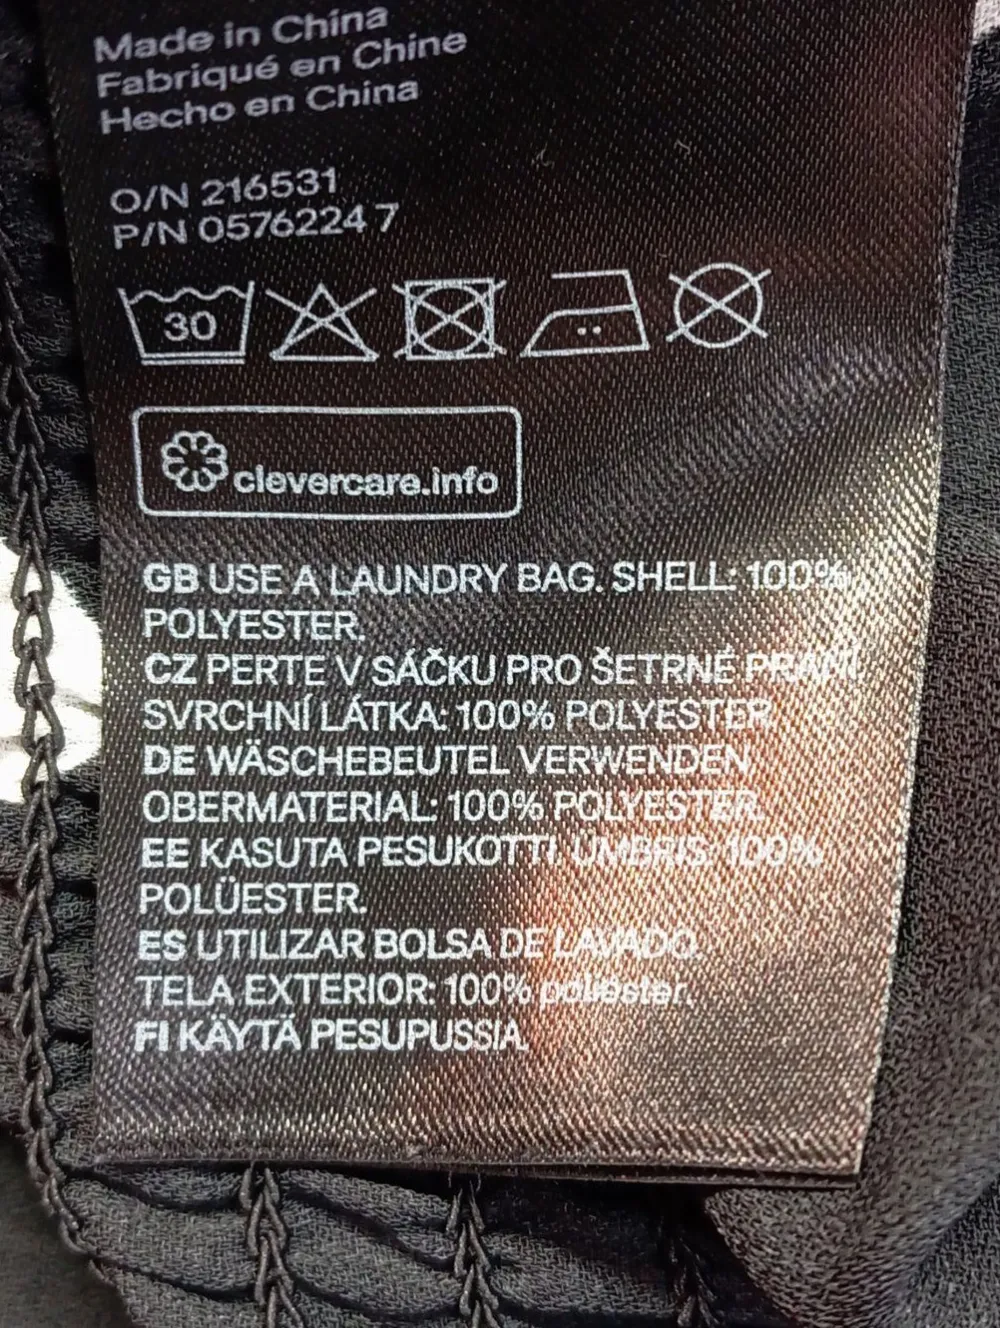 Made in China
Fabriqué en Chine
Hecho en China
O/N 216531
P/N 0576224 7
30
clevercare.info
GB USE A LAUNDRY BAG. SHELL: 100%
POLYESTER.
CZ PERTE V SÁČKU PRO ŠETRNÉ PRANÍ
SVRCHNÍ LÁTKA: 100% POLYESTER
DE WÄSCHEBEUTEL VERWENDEN
OBERMATERIAL: 100% POLYESTER.
EE KASUTA PESUKOTTI. ÜMBRIS: 100%
POLÜESTER.
ES UTILIZAR BOLSA DE LAVADO.
TELA EXTERIOR: 100% poliéster.
FI KÄYTÄ PESUPUSSIA.